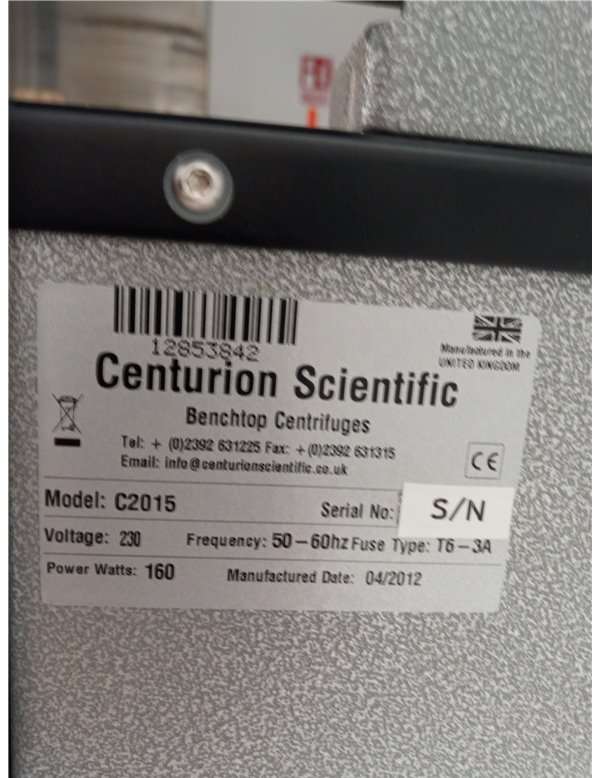 12853842
Manufactured in the
UNITED KINGDOM
Centurion Scientific
Benchtop Centrifuges
Tel: + (0)2392 631225 Fax: +(0)2392 631315
Email: info@centurionscientific.co.uk
CE
Model: C2015 Serial No: S/N
Voltage: 230 Frequency: 50-60hz Fuse Type: T6-3A
Power Watts: 160 Manufactured Date: 04/2012